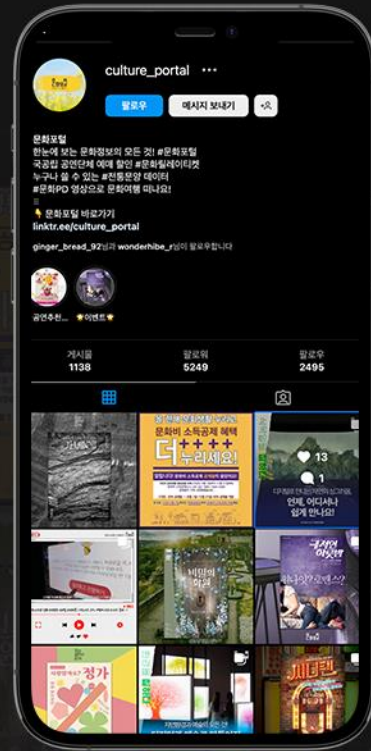 culture_portal
팔로우
메시지 보내기
문화포털
한눈에 보는 문화정보의 모든 것! #문화포털
국공립 공연단체 예매 할인 #문화릴레이티켓
누구나 쓸 수 있는 #전통문양 데이터
#문화PD 영상으로 문화여행 떠나요!
👇 문화포털 바로가기
linktr.ee/culture_portal
ginger_bread_92님과 wonderhibe_r님이 팔로우합니다
공연추천...
🌟이벤트🌟
게시물
팔로워
팔로우
1138
5249
2495
문화비 소득공제 혜택
더++++
누리세요!
13
1
언제, 어디서나
쉽게 만나요!
비밀의
화원
정가